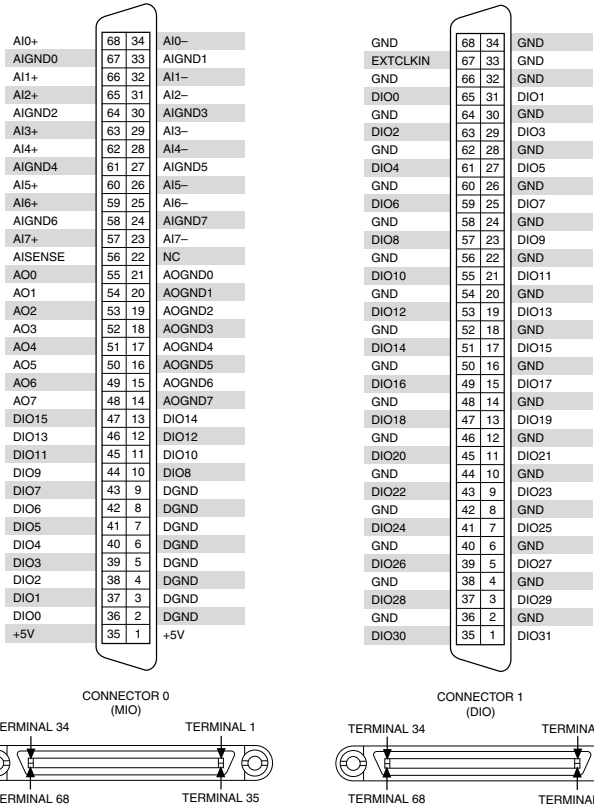 AI0+ 68 34 AI0–
AIGND0 67 33 AIGND1
AI1+ 66 32 AI1–
AI2+ 65 31 AI2–
AIGND2 64 30 AIGND3
AI3+ 63 29 AI3–
AI4+ 62 28 AI4–
AIGND4 61 27 AIGND5
AI5+ 60 26 AI5–
AI6+ 59 25 AI6–
AIGND6 58 24 AIGND7
AI7+ 57 23 AI7–
AISENSE 56 22 NC
AO0 55 21 AOGND0
AO1 54 20 AOGND1
AO2 53 19 AOGND2
AO3 52 18 AOGND3
AO4 51 17 AOGND4
AO5 50 16 AOGND5
AO6 49 15 AOGND6
AO7 48 14 AOGND7
DIO15 47 13 DIO14
DIO13 46 12 DIO12
DIO11 45 11 DIO10
DIO9 44 10 DIO8
DIO7 43 9 DGND
DIO6 42 8 DGND
DIO5 41 7 DGND
DIO4 40 6 DGND
DIO3 39 5 DGND
DIO2 38 4 DGND
DIO1 37 3 DGND
DIO0 36 2 DGND
+5V 35 1 +5V
CONNECTOR 0
(MIO)
TERMINAL 34 TERMINAL 1
TERMINAL 68 TERMINAL 35
GND 68 34 GND
EXTCLKIN 67 33 GND
GND 66 32 GND
DIO0 65 31 DIO1
GND 64 30 GND
DIO2 63 29 DIO3
GND 62 28 GND
DIO4 61 27 DIO5
GND 60 26 GND
DIO6 59 25 DIO7
GND 58 24 GND
DIO8 57 23 DIO9
GND 56 22 GND
DIO10 55 21 DIO11
GND 54 20 GND
DIO12 53 19 DIO13
GND 52 18 GND
DIO14 51 17 DIO15
GND 50 16 GND
DIO16 49 15 DIO17
GND 48 14 GND
DIO18 47 13 DIO19
GND 46 12 GND
DIO20 45 11 DIO21
GND 44 10 GND
DIO22 43 9 DIO23
GND 42 8 GND
DIO24 41 7 DIO25
GND 40 6 GND
DIO26 39 5 DIO27
GND 38 4 GND
DIO28 37 3 DIO29
GND 36 2 GND
DIO30 35 1 DIO31
CONNECTOR 1
(DIO)
TERMINAL 34 TERMINA
TERMINAL 68 TERMINAL